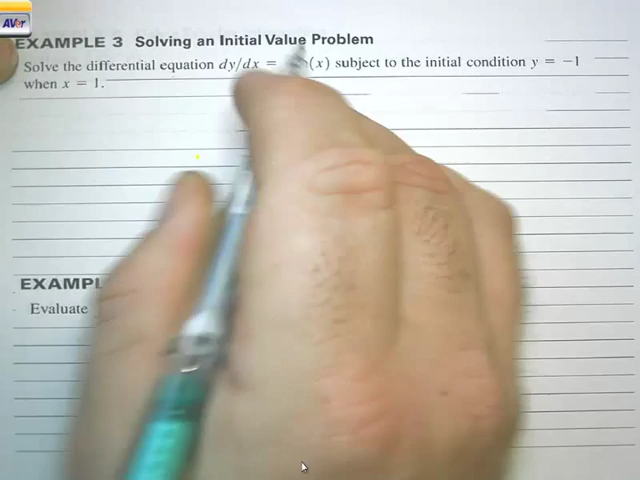 AVer
EXAMPLE 3 Solving an Initial Value Problem
Solve the differential equation dy/dx = (x) subject to the initial condition y = −1
when x = 1.
EXAMPL
Evaluate